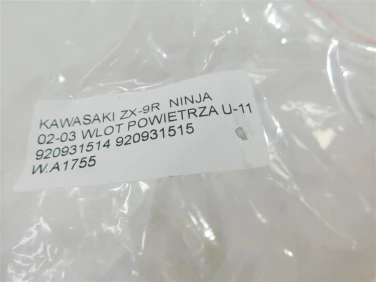 KAWASAKI ZX-9R NINJA
02-03 WLOT POWIETRZA U-11
920931514 920931515
W.A1755